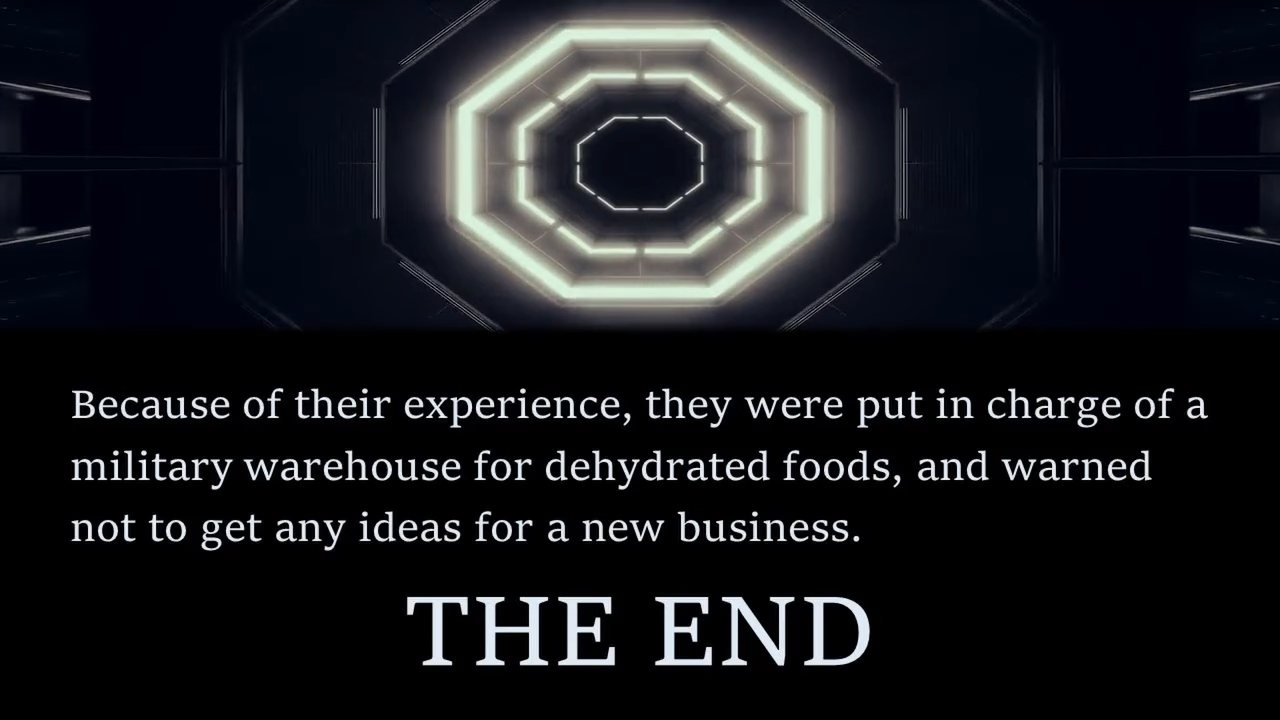 Because of their experience, they were put in charge of a
military warehouse for dehydrated foods, and warned
not to get any ideas for a new business.
THE END